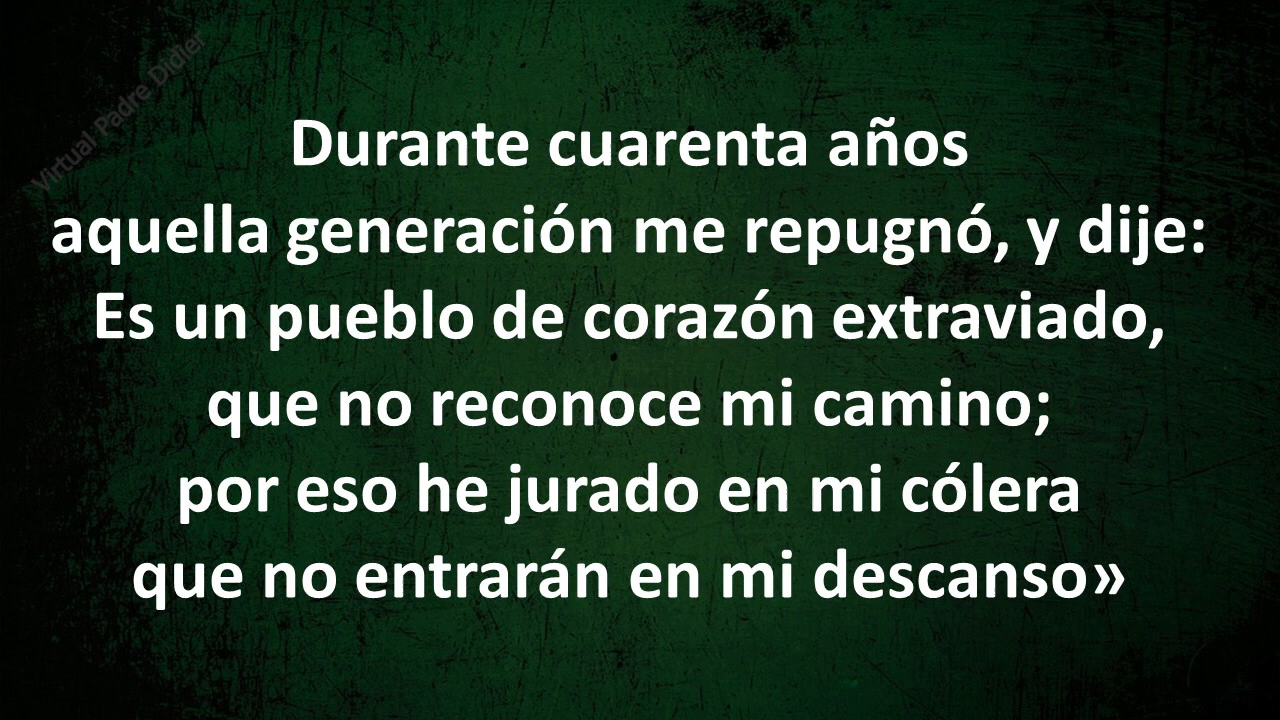 Virtual Padre Didier
Durante cuarenta años
aquella generación me repugnó, y dije:
Es un pueblo de corazón extraviado,
que no reconoce mi camino;
por eso he jurado en mi cólera
que no entrarán en mi descanso»